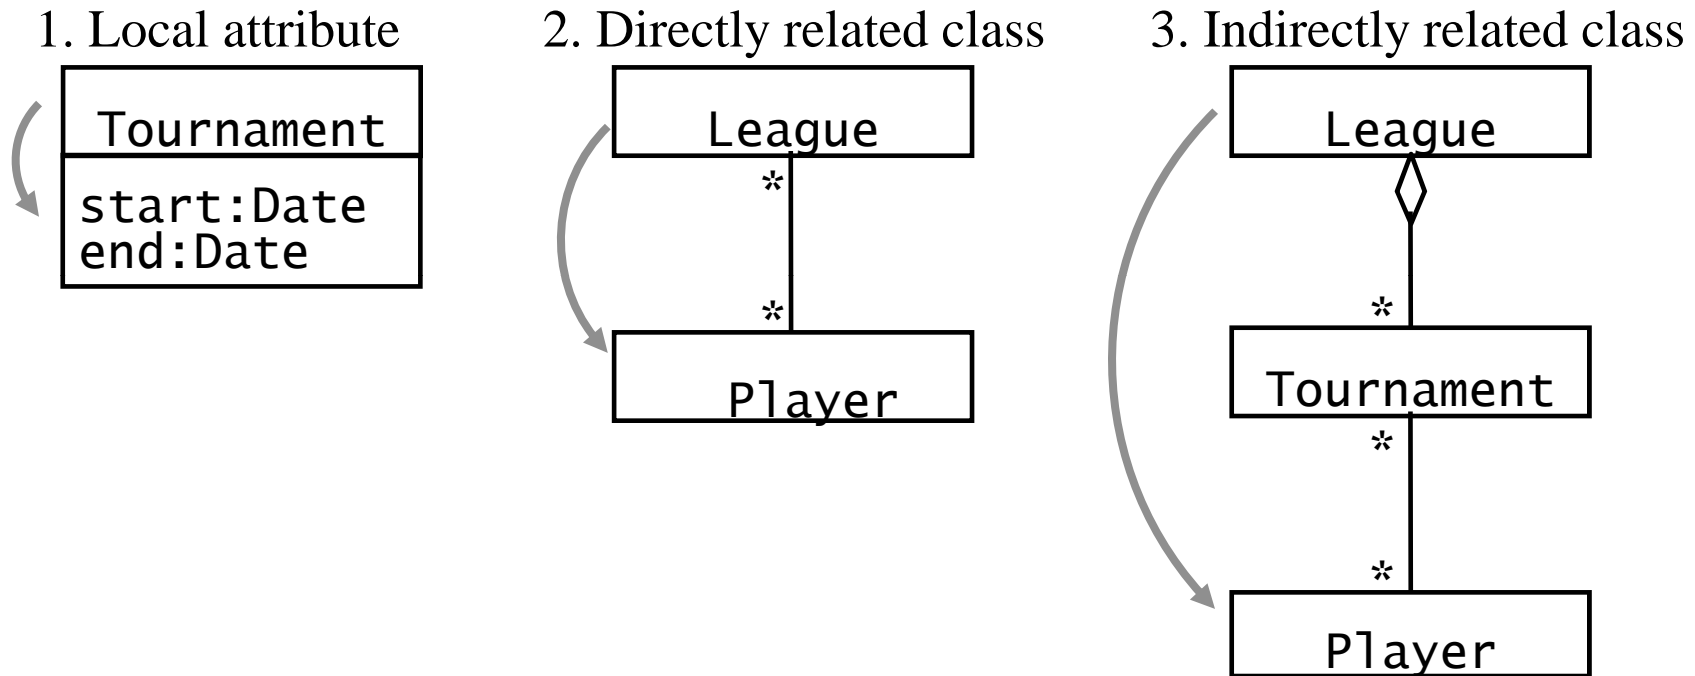 1. Local attribute
Tournament
start:Date
end:Date
2. Directly related class
League
*
*
Player
3. Indirectly related class
League
*
Tournament
*
*
Player